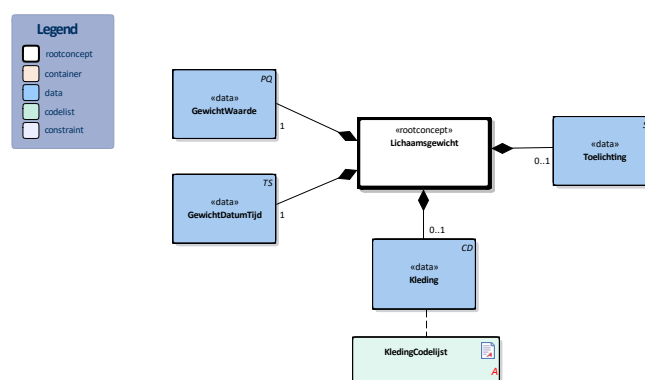 Legend
rootconcept
container
data
codelist
constraint
PQ
«data»
GewichtWaarde
1
TS
«data»
GewichtDatumTijd
1
«rootconcept»
Lichaamsgewicht
«data»
Toelichting
0..1
0..1
CD
«data»
Kleding
KledingCodelijst
A